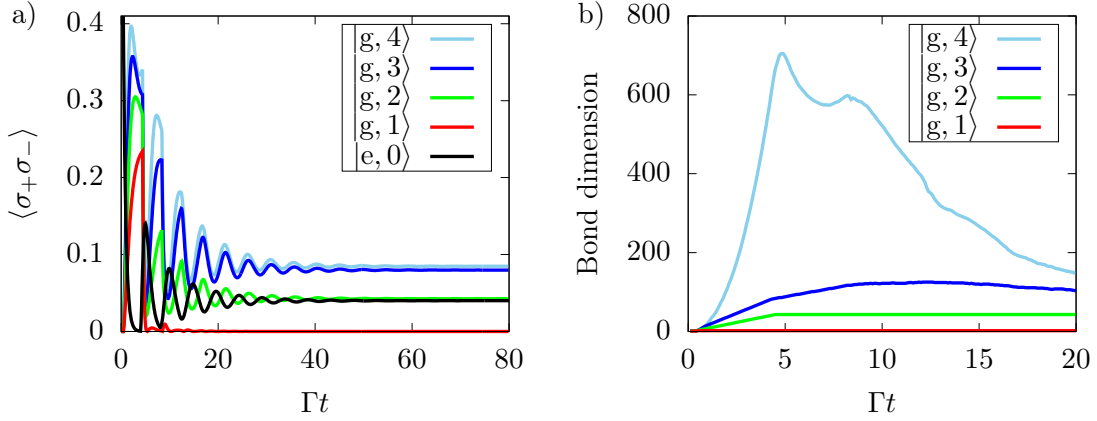 a)
⟨σ₊σ₋⟩
0.4
0.3
0.2
0.1
0
0 20 40 60 80
Γt
|g, 4⟩
|g, 3⟩
|g, 2⟩
|g, 1⟩
|e, 0⟩
b)
Bond dimension
800
600
400
200
0
0 5 10 15 20
Γt
|g, 4⟩
|g, 3⟩
|g, 2⟩
|g, 1⟩